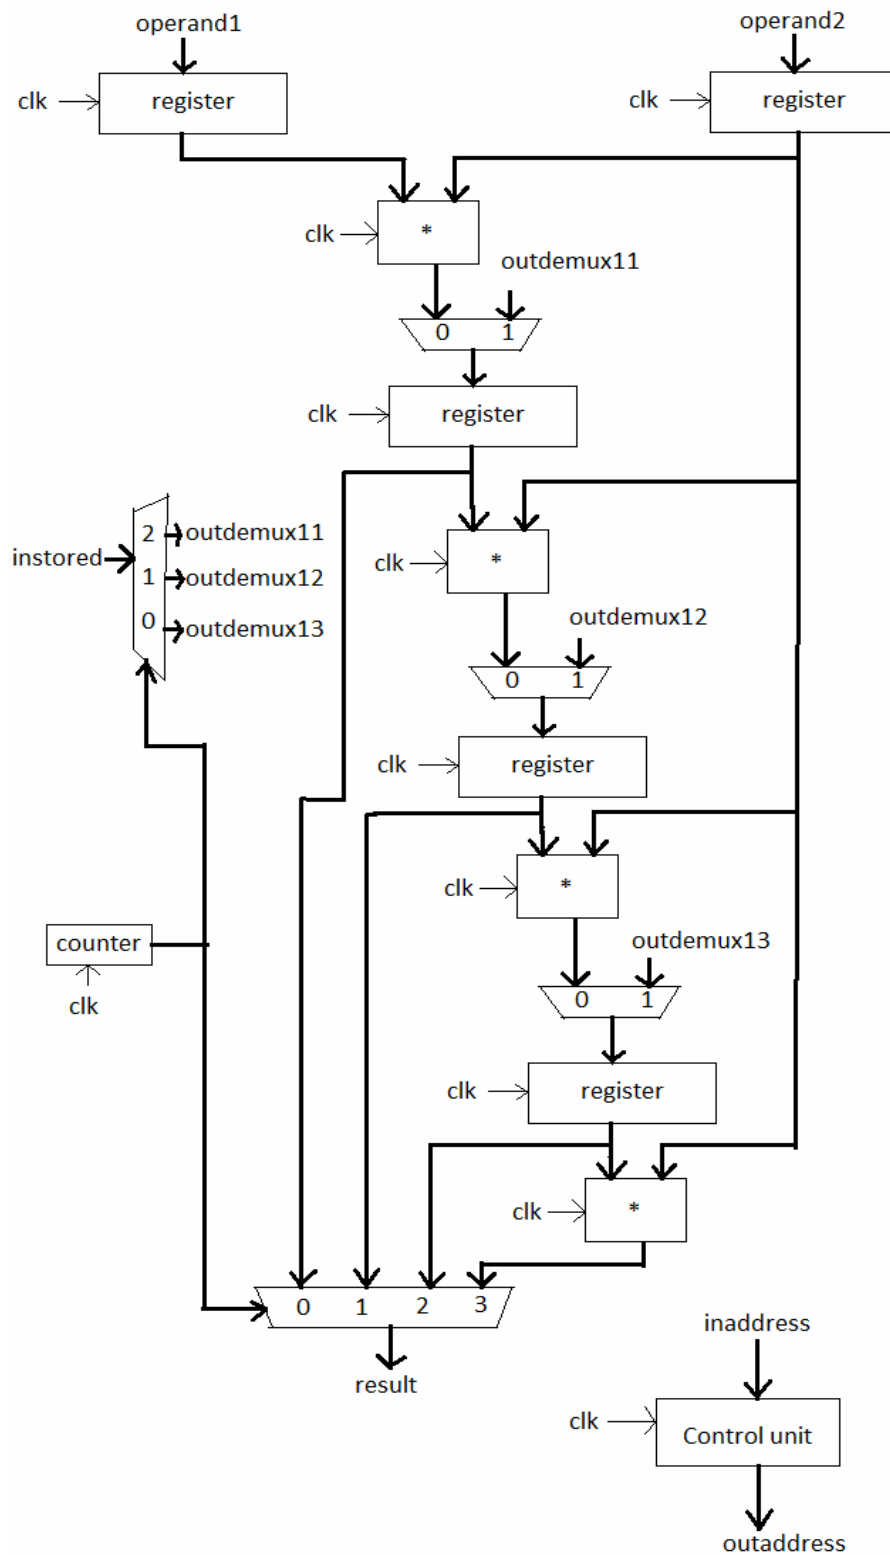 operand1
operand2
clk
register
clk
register
clk
*
outdemux11
0
1
clk
register
instored
2
1
0
outdemux11
outdemux12
outdemux13
clk
*
outdemux12
0
1
clk
register
clk
*
counter
clk
outdemux13
0
1
clk
register
clk
*
0
1
2
3
result
inaddress
clk
Control unit
outaddress